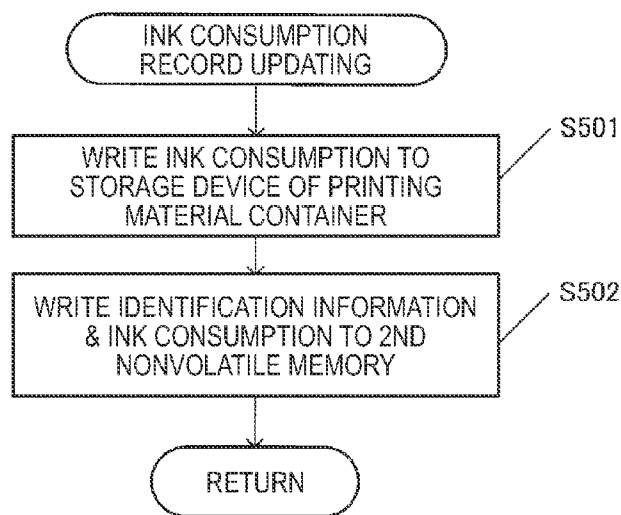 INK CONSUMPTION
RECORD UPDATING
S501
WRITE INK CONSUMPTION TO
STORAGE DEVICE OF PRINTING
MATERIAL CONTAINER
S502
WRITE IDENTIFICATION INFORMATION
& INK CONSUMPTION TO 2ND
NONVOLATILE MEMORY
RETURN